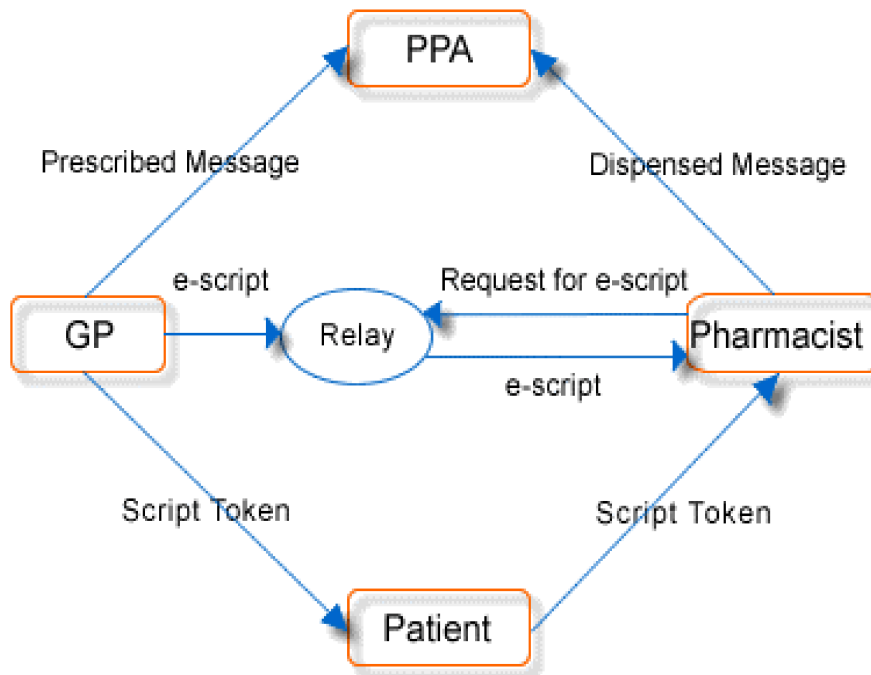 PPA
Prescribed Message
Dispensed Message
e-script
Request for e-script
GP
Relay
Pharmacist
e-script
Script Token
Script Token
Patient